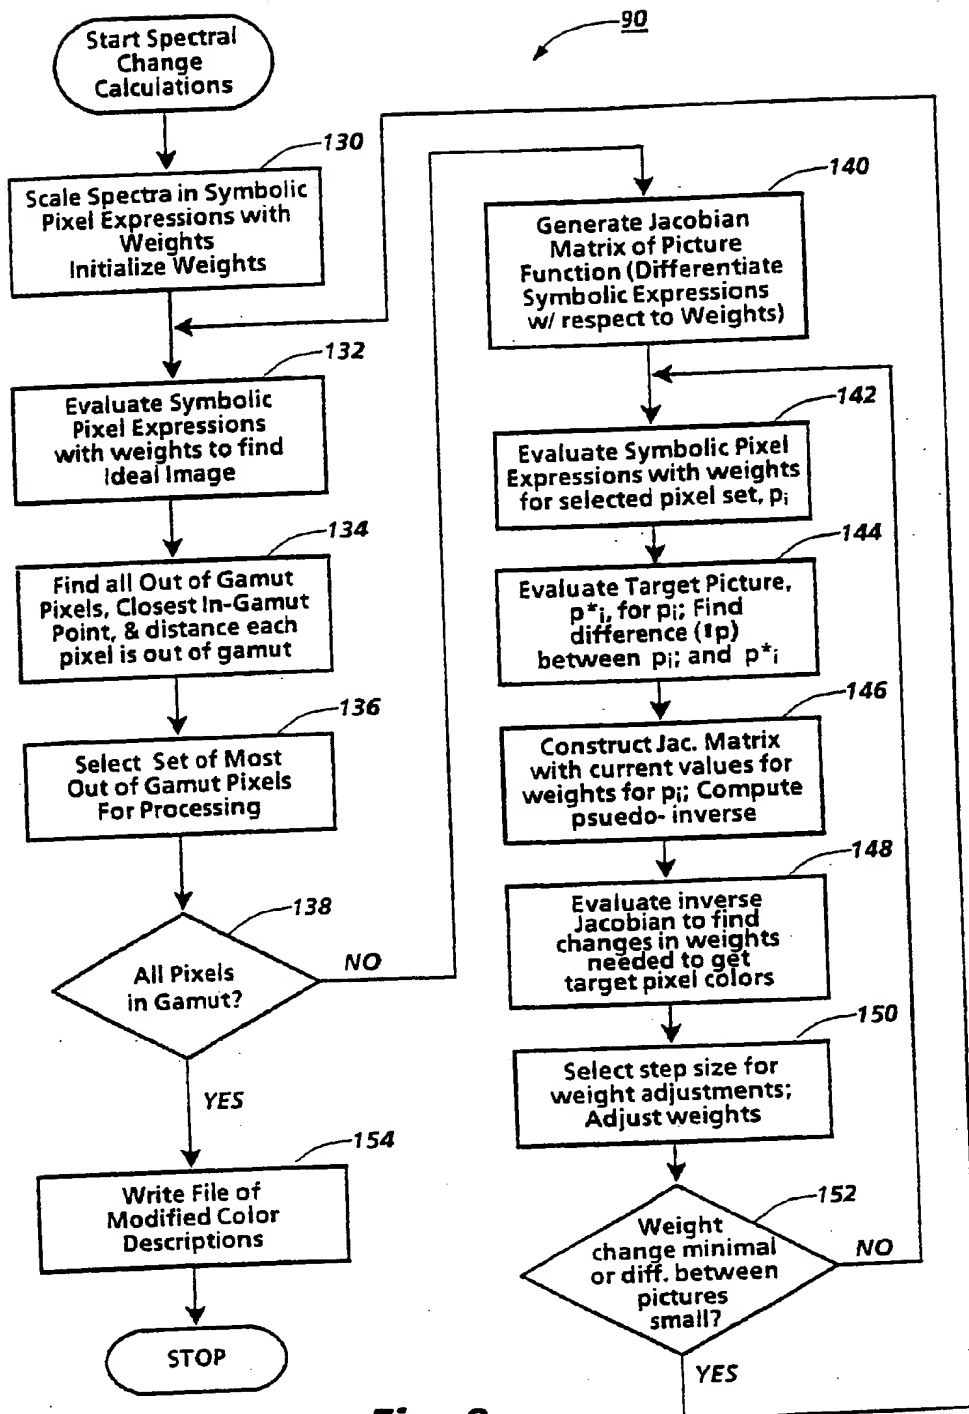 90
Start Spectral
Change
Calculations
130
Scale Spectra in Symbolic
Pixel Expressions with
Weights
Initialize Weights
132
Evaluate Symbolic
Pixel Expressions
with weights to find
Ideal Image
134
Find all Out of Gamut
Pixels, Closest In-Gamut
Point, & distance each
pixel is out of gamut
136
Select Set of Most
Out of Gamut Pixels
For Processing
138
All Pixels
in Gamut?
NO
YES
154
Write File of
Modified Color
Descriptions
STOP
140
Generate Jacobian
Matrix of Picture
Function (Differentiate
Symbolic Expressions
w/ respect to Weights)
142
Evaluate Symbolic Pixel
Expressions with weights
for selected pixel set, pi
144
Evaluate Target Picture,
p*i, for pi; Find
difference (p)
between pi; and p*i
146
Construct Jac. Matrix
with current values for
weights for pi; Compute
psuedo- inverse
148
Evaluate inverse
Jacobian to find
changes in weights
needed to get
target pixel colors
150
Select step size for
weight adjustments;
Adjust weights
152
Weight
change minimal
or diff. between
pictures
small?
NO
YES